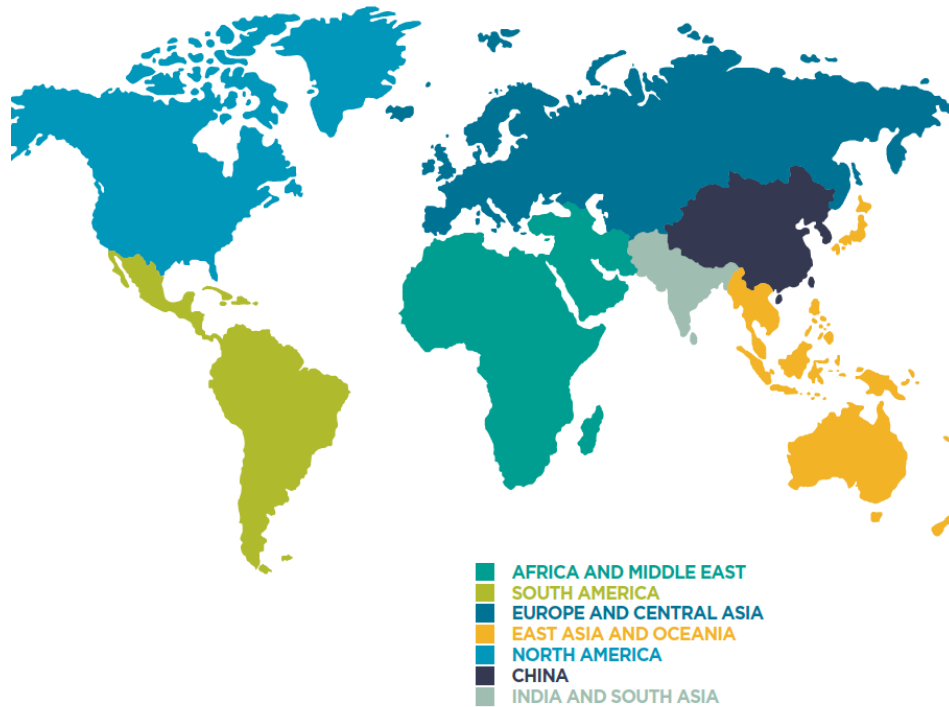 AFRICA AND MIDDLE EAST
SOUTH AMERICA
EUROPE AND CENTRAL ASIA
EAST ASIA AND OCEANIA
NORTH AMERICA
CHINA
INDIA AND SOUTH ASIA